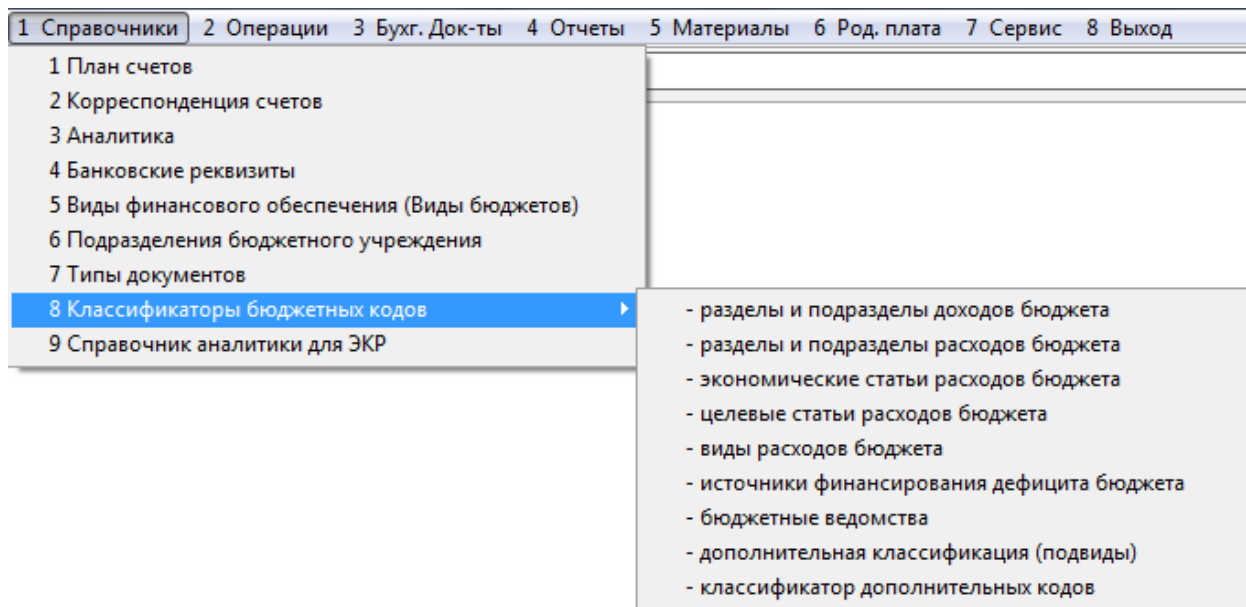 1 Справочники 2 Операции 3 Бухг. Док-ты 4 Отчеты 5 Материалы 6 Род. плата 7 Сервис 8 Выход
1 План счетов
2 Корреспонденция счетов
3 Аналитика
4 Банковские реквизиты
5 Виды финансового обеспечения (Виды бюджетов)
6 Подразделения бюджетного учреждения
7 Типы документов
8 Классификаторы бюджетных кодов
9 Справочник аналитики для ЭКР
- разделы и подразделы доходов бюджета
- разделы и подразделы расходов бюджета
- экономические статьи расходов бюджета
- целевые статьи расходов бюджета
- виды расходов бюджета
- источники финансирования дефицита бюджета
- бюджетные ведомства
- дополнительная классификация (подвиды)
- классификатор дополнительных кодов